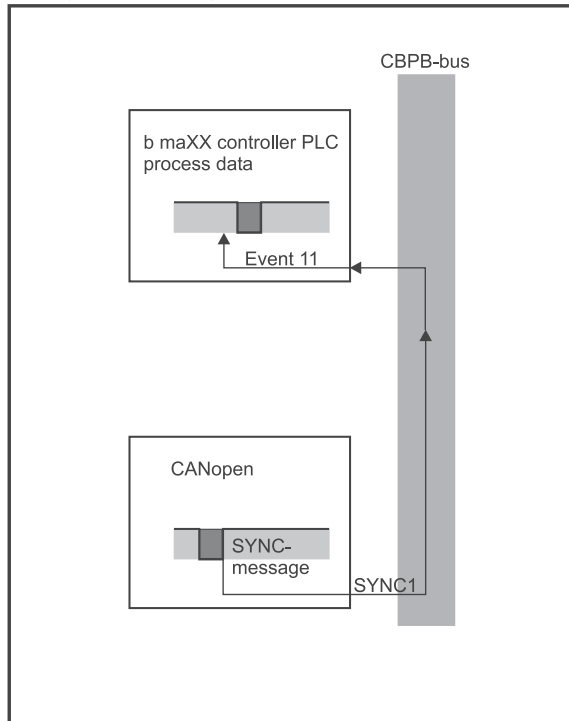 CBPB-bus
b maXX controller PLC
process data
Event 11
CANopen
SYNC-
message
SYNC1